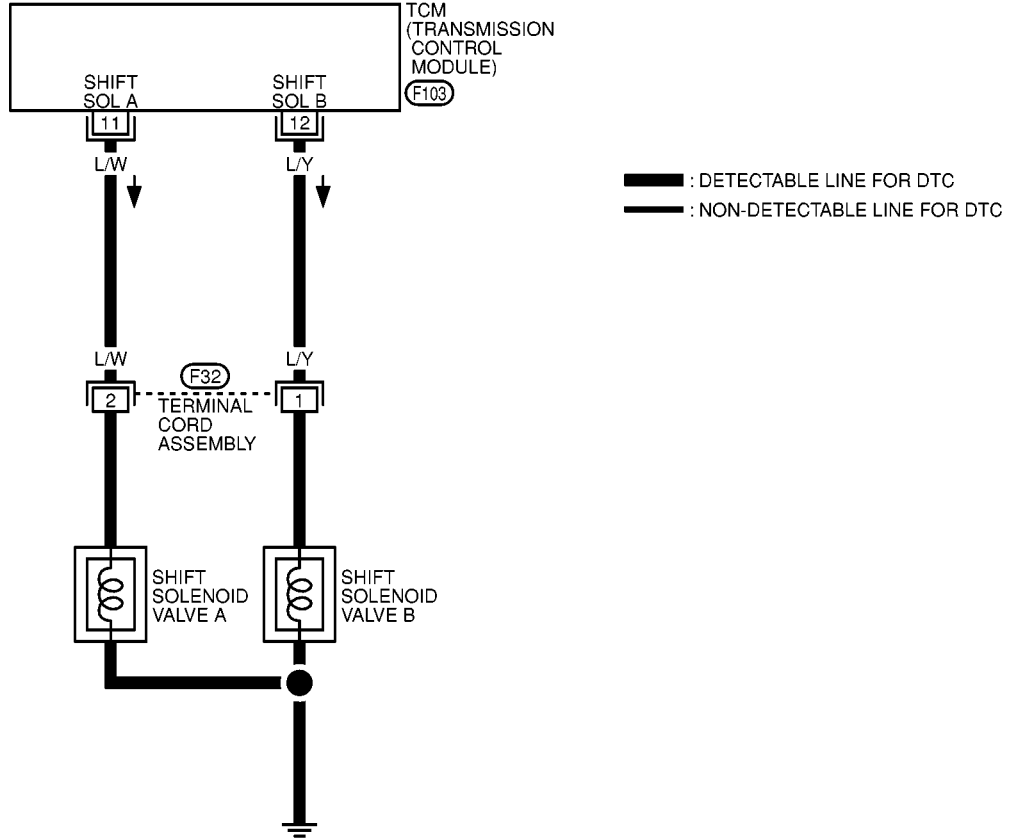 TCM
(TRANSMISSION
CONTROL
MODULE)
F103
SHIFT
SOL A
SHIFT
SOL B
11
12
L/W
L/Y
: DETECTABLE LINE FOR DTC
: NON-DETECTABLE LINE FOR DTC
L/W
L/Y
F32
2
1
TERMINAL
CORD
ASSEMBLY
SHIFT
SOLENOID
VALVE A
SHIFT
SOLENOID
VALVE B